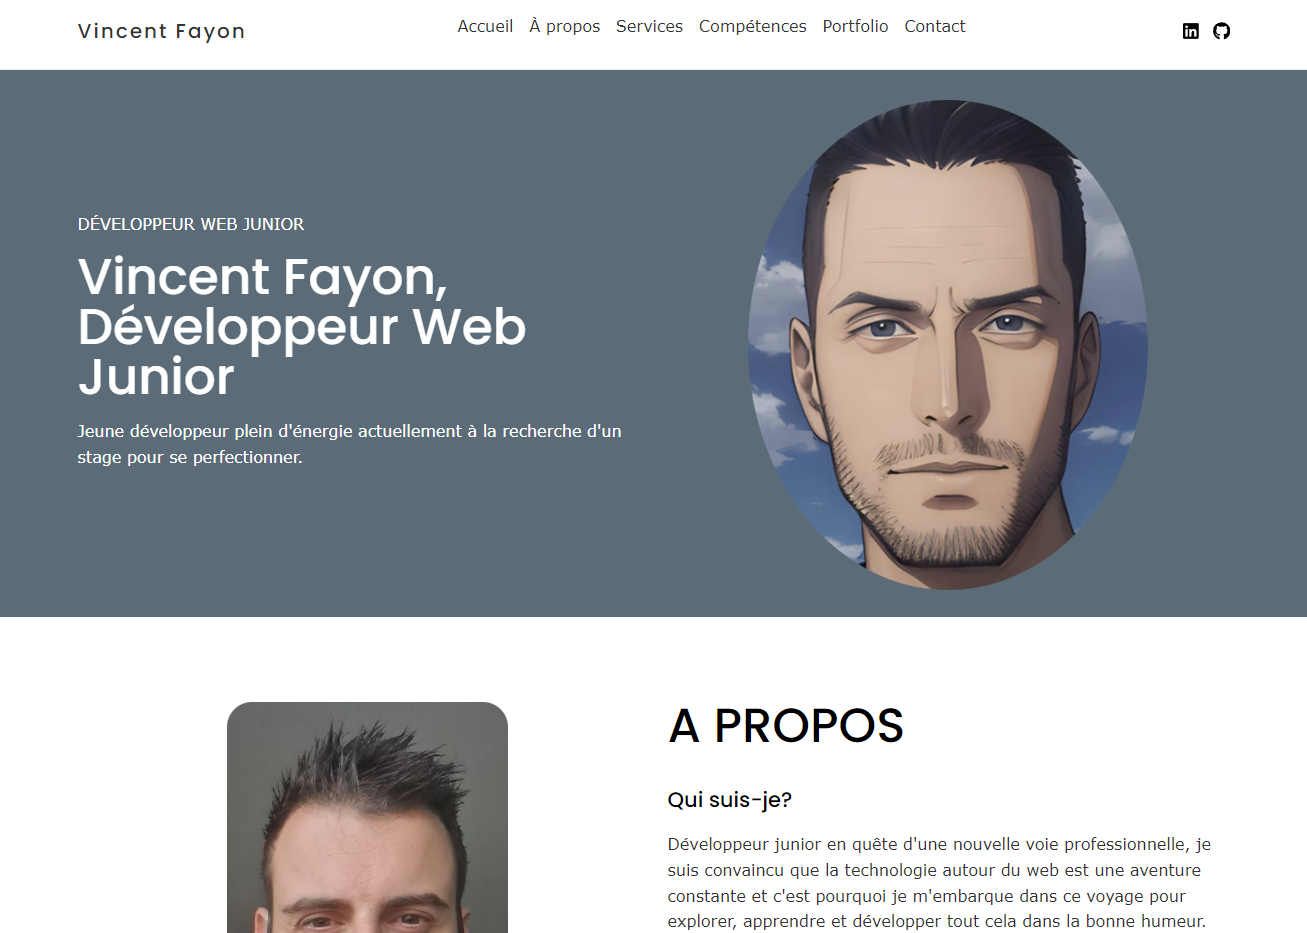 Vincent Fayon
Accueil À propos Services Compétences Portfolio Contact
DÉVELOPPEUR WEB JUNIOR
Vincent Fayon,
Développeur Web
Junior
Jeune développeur plein d'énergie actuellement à la recherche d'un
stage pour se perfectionner.
A PROPOS
Qui suis-je?
Développeur junior en quête d'une nouvelle voie professionnelle, je
suis convaincu que la technologie autour du web est une aventure
constante et c'est pourquoi je m'embarque dans ce voyage pour
explorer, apprendre et développer tout cela dans la bonne humeur.